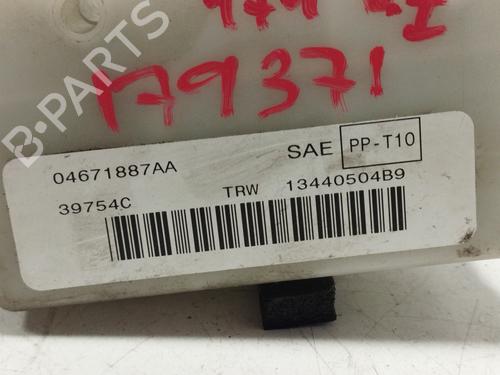 179371
B-PARTS
04671887AA
SAE PP-T10
39754C TRW 13440504B9